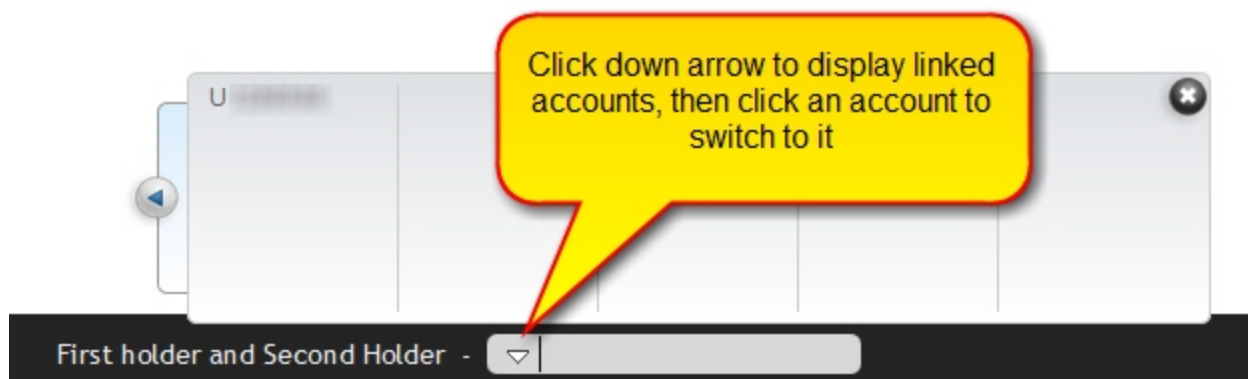 Click down arrow to display linked
accounts, then click an account to
switch to it
U
First holder and Second Holder -